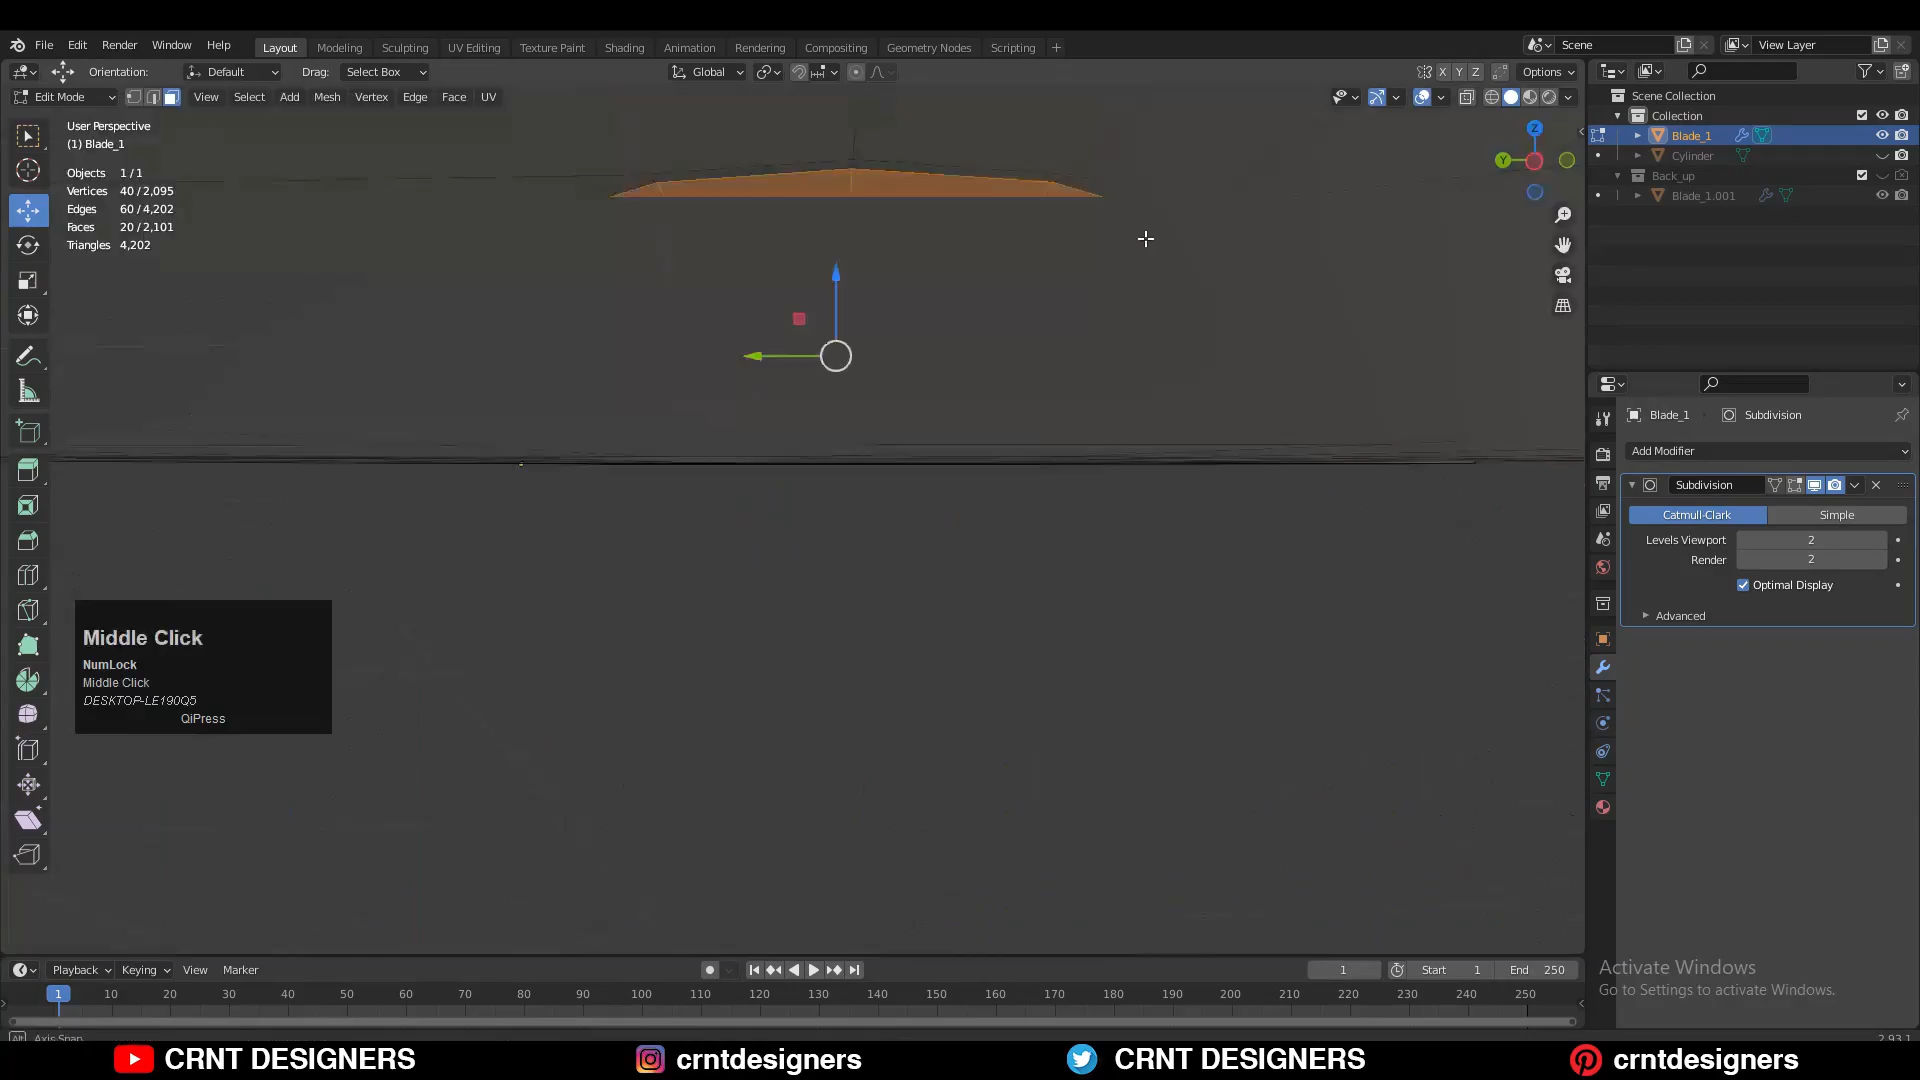 File Edit Render Window Help Layout Modeling Sculpting UV Editing Texture Paint Shading Animation Rendering Compositing Geometry Nodes Scripting + Scene View Layer
Orientation: Default Drag: Select Box Global X Y Z Options
Edit Mode View Select Add Mesh Vertex Edge Face UV
User Perspective
(1) Blade_1
Objects 1 / 1
Vertices 40 / 2,095
Edges 60 / 4,202
Faces 20 / 2,101
Triangles 4,202
Z
Y
Scene Collection
Collection
Blade_1
Cylinder
Back_up
Blade_1.001
Blade_1 Subdivision
Add Modifier
Subdivision
Catmull-Clark Simple
Levels Viewport 2
Render 2
Optimal Display
Advanced
Middle Click
NumLock
Middle Click
DESKTOP-LE190Q5
QiPress
Activate Windows
Go to Settings to activate Windows.
Playback Keying View Marker 1 Start 1 End 250
1 10 20 30 40 50 60 70 80 90 100 110 120 130 140 150 160 170 180 190 200 210 220 230 240 250
Alt Axis Snap
2.93.1
CRNT DESIGNERS crntdesigners CRNT DESIGNERS crntdesigners